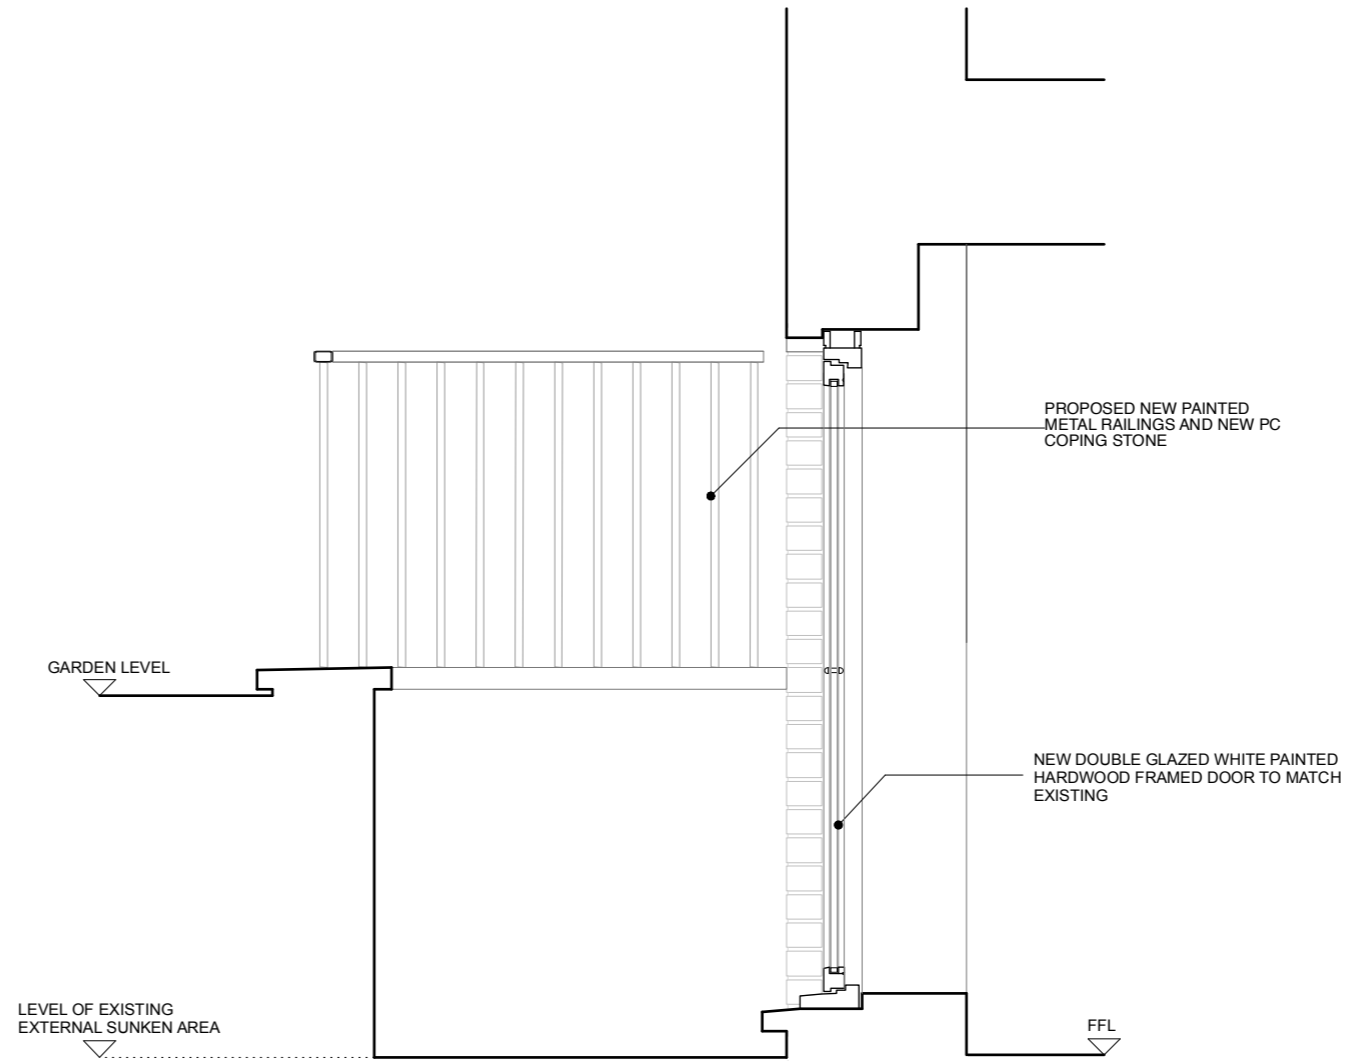 PROPOSED NEW PAINTED
METAL RAILINGS AND NEW PC
COPING STONE
GARDEN LEVEL
NEW DOUBLE GLAZED WHITE PAINTED
HARDWOOD FRAMED DOOR TO MATCH
EXISTING
LEVEL OF EXISTING
EXTERNAL SUNKEN AREA
FFL